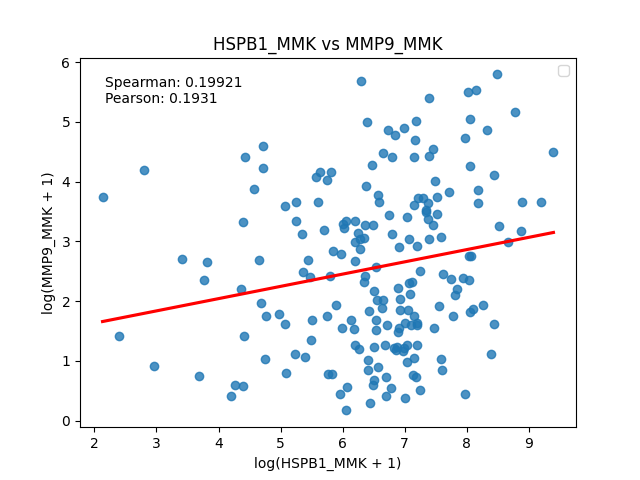 HSPB1_MMK vs MMP9_MMK
Spearman: 0.19921
Pearson: 0.1931
6
5
4
3
2
1
0
log(MMP9_MMK + 1)
2 3 4 5 6 7 8 9
log(HSPB1_MMK + 1)